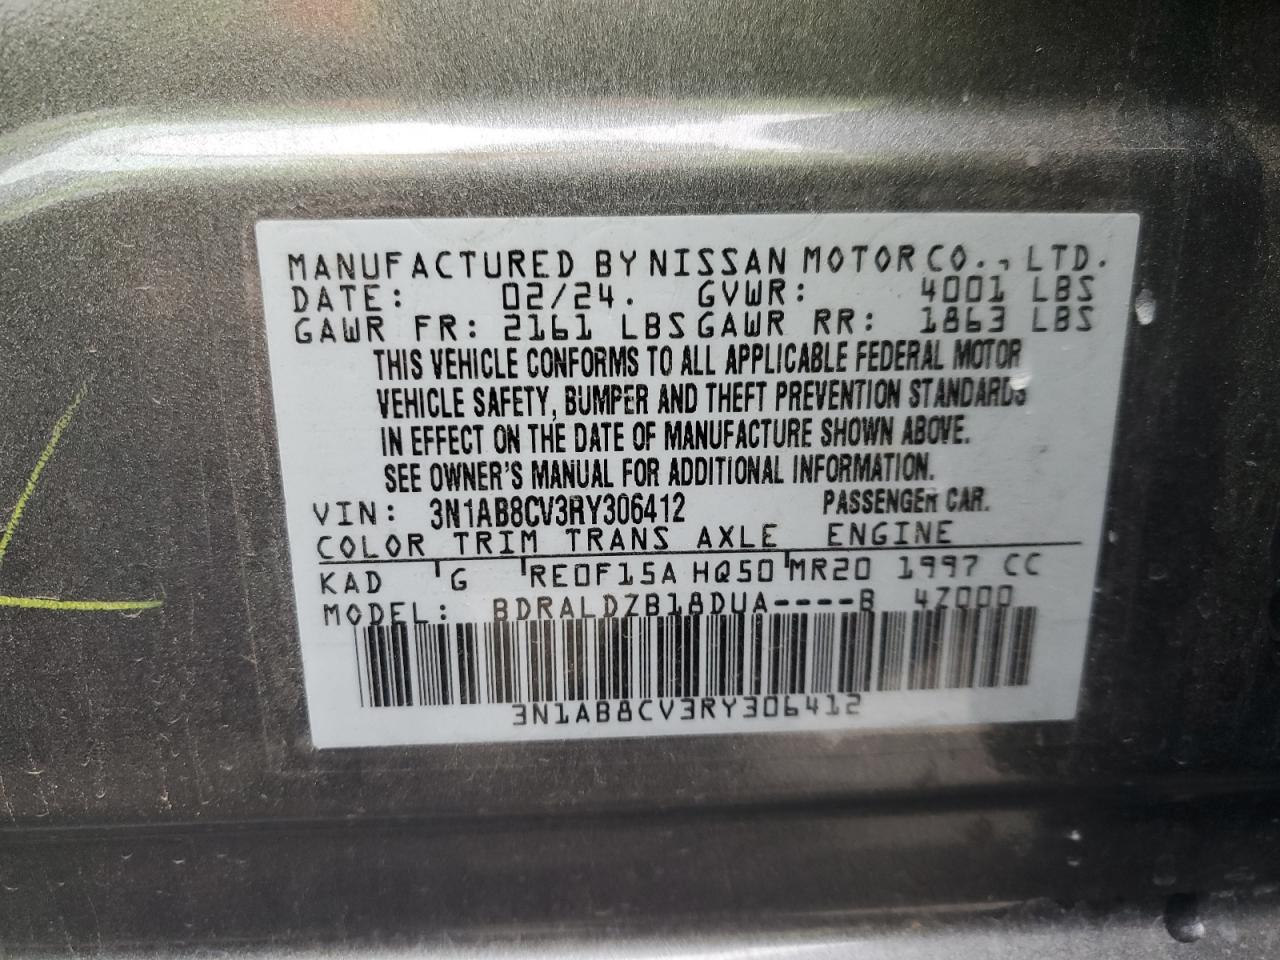 MANUFACTURED BY NISSAN MOTOR CO., LTD.
DATE: 02/24. GVWR: 4001 LBS
GAWR FR: 2161 LBS GAWR RR: 1863 LBS
THIS VEHICLE CONFORMS TO ALL APPLICABLE FEDERAL MOTOR
VEHICLE SAFETY, BUMPER AND THEFT PREVENTION STANDARDS
IN EFFECT ON THE DATE OF MANUFACTURE SHOWN ABOVE.
SEE OWNER'S MANUAL FOR ADDITIONAL INFORMATION.
VIN: 3N1AB8CV3RY306412 PASSENGER CAR.
COLOR TRIM TRANS AXLE ENGINE
KAD G RE0F15A HQ50 MR20 1997 CC
MODEL: BDRALDZB18DUA----B 4Z000
3N1AB8CV3RY306412